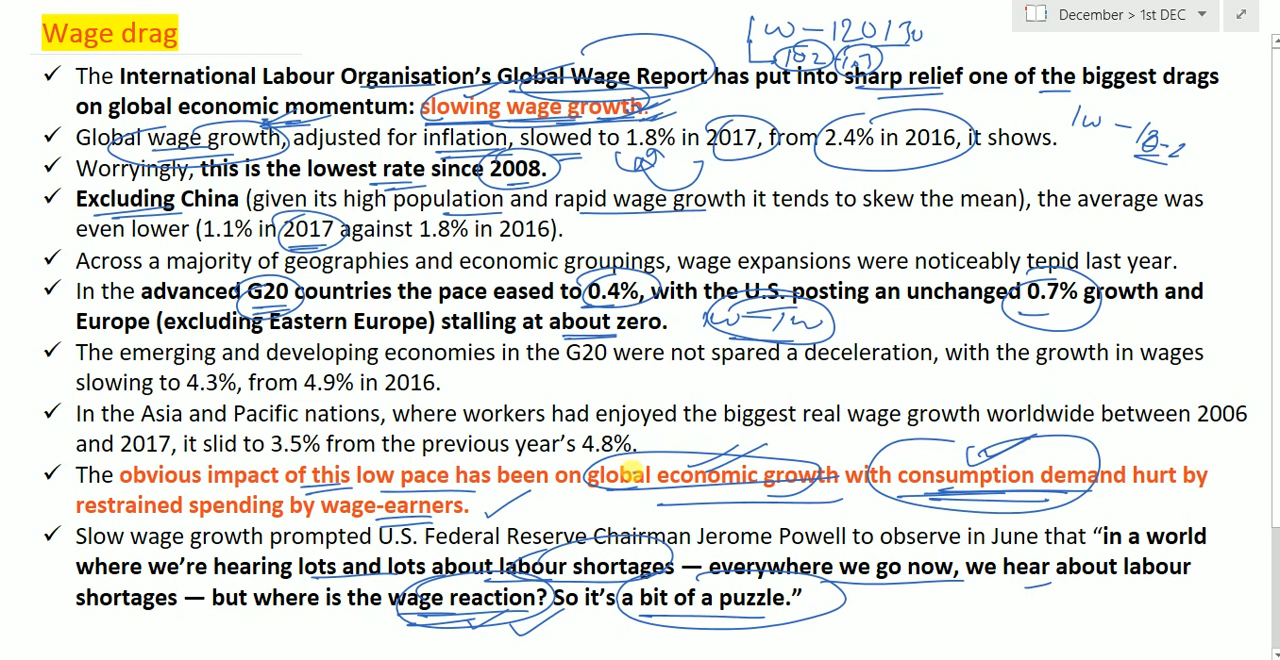 December > 1st DEC
Wage drag
w - 120/30
102 107
✓ The International Labour Organisation's Global Wage Report has put into sharp relief one of the biggest drags
on global economic momentum: slowing wage growth.
1w - 18-2
✓ Global wage growth, adjusted for inflation, slowed to 1.8% in 2017, from 2.4% in 2016, it shows.
✓ Worryingly, this is the lowest rate since 2008.
✓ Excluding China (given its high population and rapid wage growth it tends to skew the mean), the average was
even lower (1.1% in 2017 against 1.8% in 2016).
✓ Across a majority of geographies and economic groupings, wage expansions were noticeably tepid last year.
✓ In the advanced G20 countries the pace eased to 0.4%, with the U.S. posting an unchanged 0.7% growth and
Europe (excluding Eastern Europe) stalling at about zero.
1w - 1w
✓ The emerging and developing economies in the G20 were not spared a deceleration, with the growth in wages
slowing to 4.3%, from 4.9% in 2016.
✓ In the Asia and Pacific nations, where workers had enjoyed the biggest real wage growth worldwide between 2006
and 2017, it slid to 3.5% from the previous year's 4.8%.
✓ The obvious impact of this low pace has been on global economic growth with consumption demand hurt by
restrained spending by wage-earners.
✓ Slow wage growth prompted U.S. Federal Reserve Chairman Jerome Powell to observe in June that “in a world
where we're hearing lots and lots about labour shortages — everywhere we go now, we hear about labour
shortages — but where is the wage reaction? So it's a bit of a puzzle.”